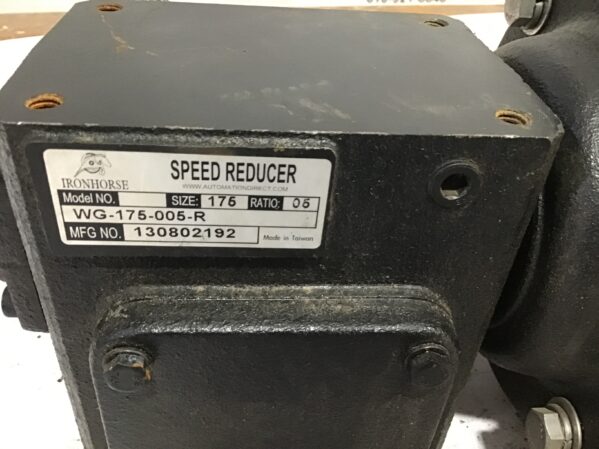 IRONHORSE
SPEED REDUCER
WWW.AUTOMATIONDIRECT.COM
Model NO. SIZE: 175 RATIO: 05
WG-175-005-R
MFG NO. 130802192 Made in Taiwan